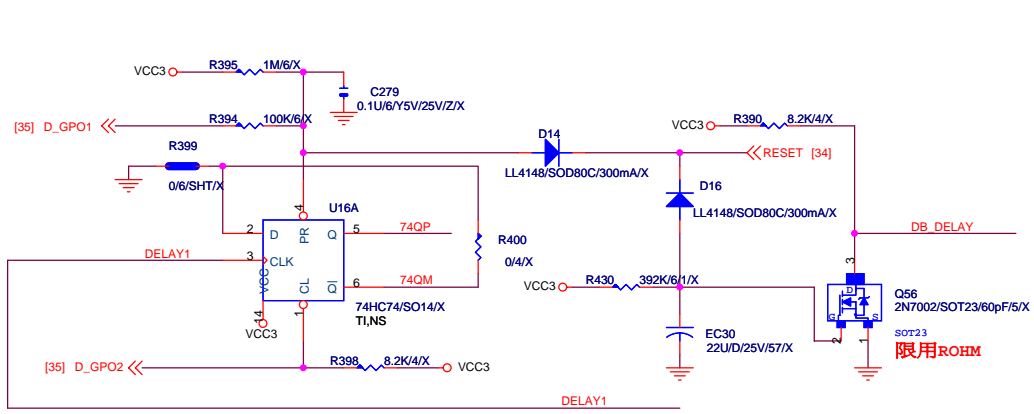 VCC3 R395 1M/6/X
C279
0.1U/6/Y5V/25V/Z/X
[35] D_GPO1 R394 100K/6/X
VCC3 R390 8.2K/4/X
R399
0/6/SHT/X
D14
LL4148/SOD80C/300mA/X
RESET [34]
D16
LL4148/SOD80C/300mA/X
U16A
4
2 D PR Q 5 74QP
DB_DELAY
DELAY1 3 CLK
R400
0/4/X
VCC CL Q 6 74QM
14 1
74HC74/SO14/X
TI,NS
VCC3
VCC3 R430 392K/6/1/X
3
D
G S
2 1
Q56
2N7002/SOT23/60pF/5/X
SOT23
限用ROHM
EC30
22U/D/25V/57/X
[35] D_GPO2 R398 8.2K/4/X VCC3
DELAY1